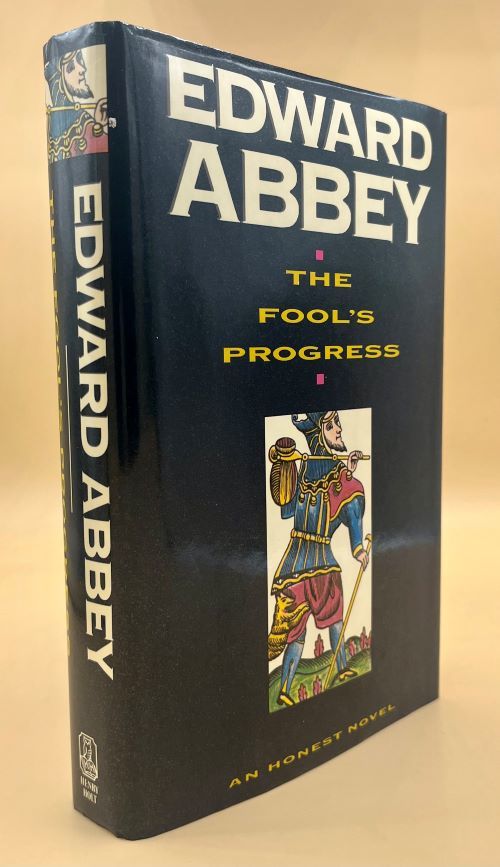 EDWARD
ABBEY
THE
FOOL'S
PROGRESS
AN HONEST NOVEL
EDWARD ABBEY
HENRY
HOLT